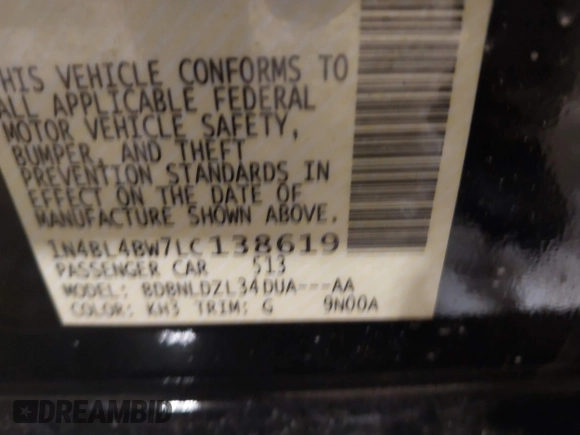 THIS VEHICLE CONFORMS TO
ALL APPLICABLE FEDERAL
MOTOR VEHICLE SAFETY,
BUMPER, AND THEFT
PREVENTION STANDARDS IN
EFFECT ON THE DATE OF
MANUFACTURE SHOWN ABOVE.
1N4BL4BW7LC138619
PASSENGER CAR 513
MODEL: BDBNLDZL34DUA---AA
COLOR: KH3 TRIM: G 9N00A
DREAMBID